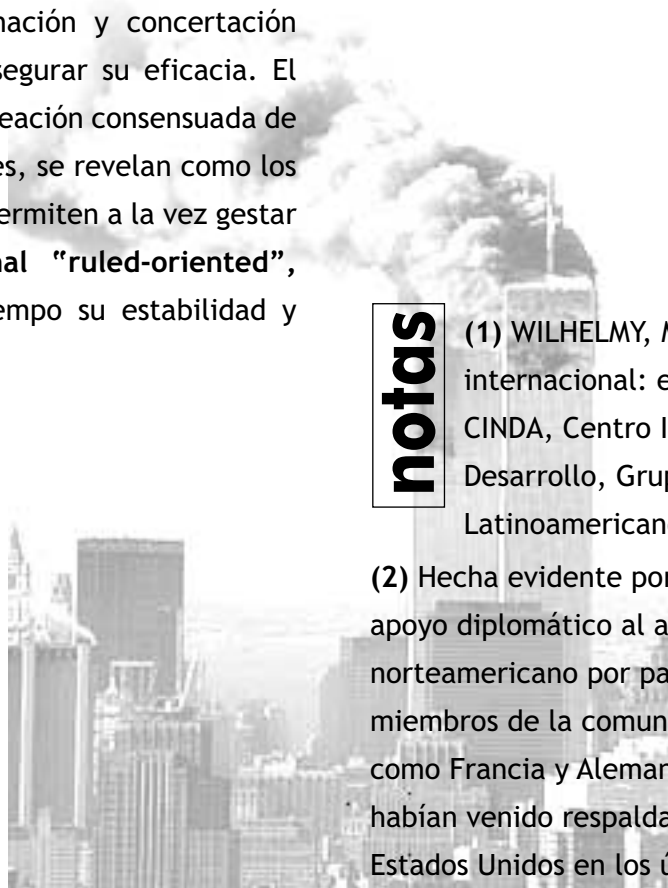 nación y concertación
segurar su eficacia. El
eación consensuada de
es, se revelan como los
ermiten a la vez gestar
nal “ruled-oriented”,
empo su estabilidad y
notas
(1) WILHELMY, M
internacional: e
CINDA, Centro I
Desarrollo, Grup
Latinoamericano
(2) Hecha evidente por
apoyo diplomático al a
norteamericano por pa
miembros de la comun
como Francia y Aleman
habían venido respalda
Estados Unidos en los ú